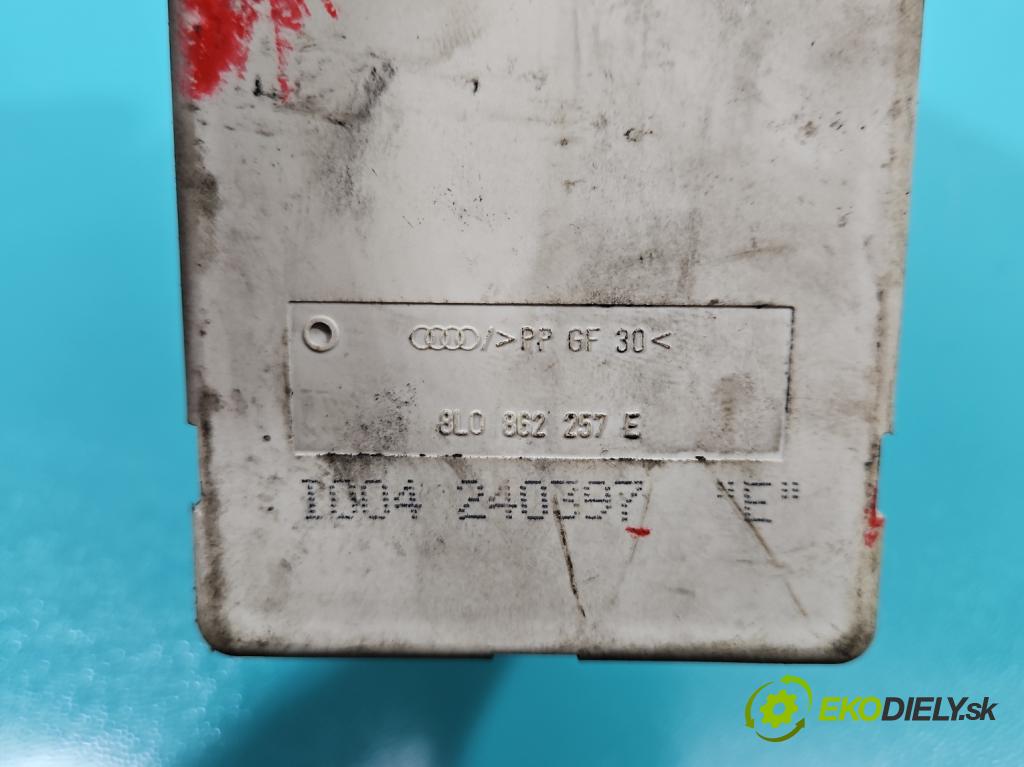 />PP GF 30<
8L0 862 257 E
ID04 240397 "E"
EKODIELY.sk